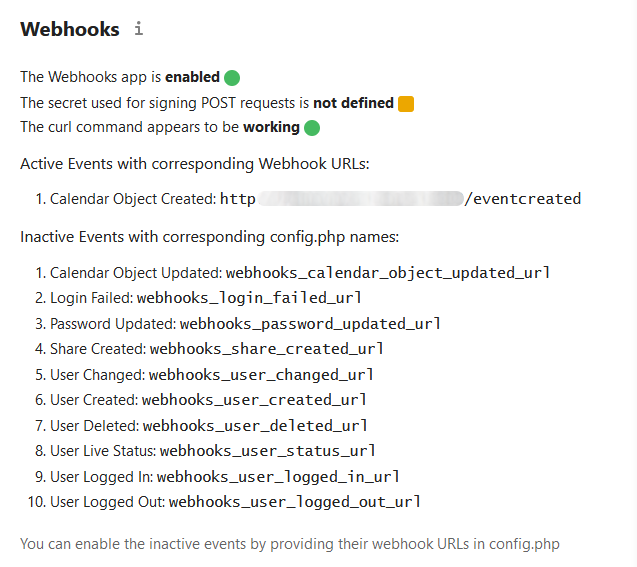 Webhooks i
The Webhooks app is enabled
The secret used for signing POST requests is not defined
The curl command appears to be working
Active Events with corresponding Webhook URLs:
1. Calendar Object Created: http /eventcreated
Inactive Events with corresponding config.php names:
1. Calendar Object Updated: webhooks_calendar_object_updated_url
2. Login Failed: webhooks_login_failed_url
3. Password Updated: webhooks_password_updated_url
4. Share Created: webhooks_share_created_url
5. User Changed: webhooks_user_changed_url
6. User Created: webhooks_user_created_url
7. User Deleted: webhooks_user_deleted_url
8. User Live Status: webhooks_user_status_url
9. User Logged In: webhooks_user_logged_in_url
10. User Logged Out: webhooks_user_logged_out_url
You can enable the inactive events by providing their webhook URLs in config.php